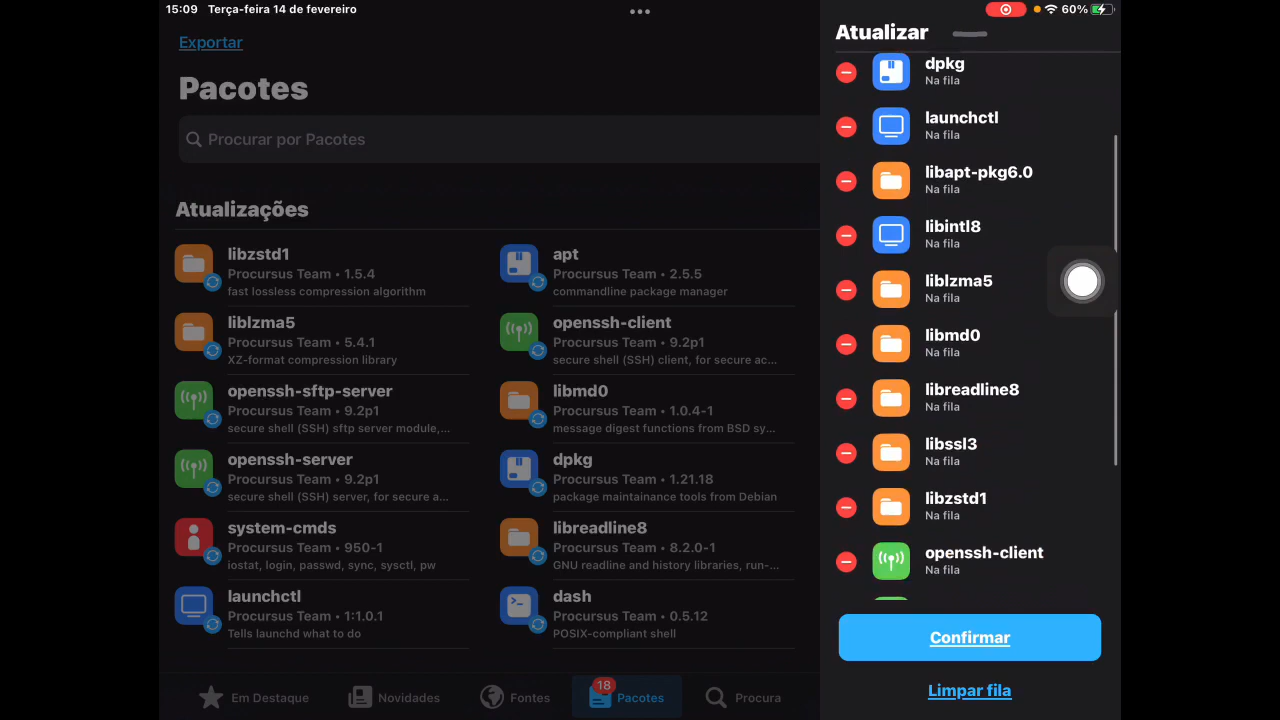 15:09 Terça-feira 14 de fevereiro
60%
Exportar
Pacotes
Procurar por Pacotes
Atualizações
libzstd1
Procursus Team • 1.5.4
fast lossless compression algorithm
apt
Procursus Team • 2.5.5
commandline package manager
liblzma5
Procursus Team • 5.4.1
XZ-format compression library
openssh-client
Procursus Team • 9.2p1
secure shell (SSH) client, for secure ac...
openssh-sftp-server
Procursus Team • 9.2p1
secure shell (SSH) sftp server module,...
libmd0
Procursus Team • 1.0.4-1
message digest functions from BSD sy...
openssh-server
Procursus Team • 9.2p1
secure shell (SSH) server, for secure a...
dpkg
Procursus Team • 1.21.18
package maintainance tools from Debian
system-cmds
Procursus Team • 950-1
iostat, login, passwd, sync, sysctl, pw
libreadline8
Procursus Team • 8.2.0-1
GNU readline and history libraries, run-...
launchctl
Procursus Team • 1:1.0.1
Tells launchd what to do
dash
Procursus Team • 0.5.12
POSIX-compliant shell
Em Destaque
Novidades
Fontes
18
Pacotes
Procura
Atualizar
dpkg
Na fila
launchctl
Na fila
libapt-pkg6.0
Na fila
libintl8
Na fila
liblzma5
Na fila
libmd0
Na fila
libreadline8
Na fila
libssl3
Na fila
libzstd1
Na fila
openssh-client
Na fila
Confirmar
Limpar fila